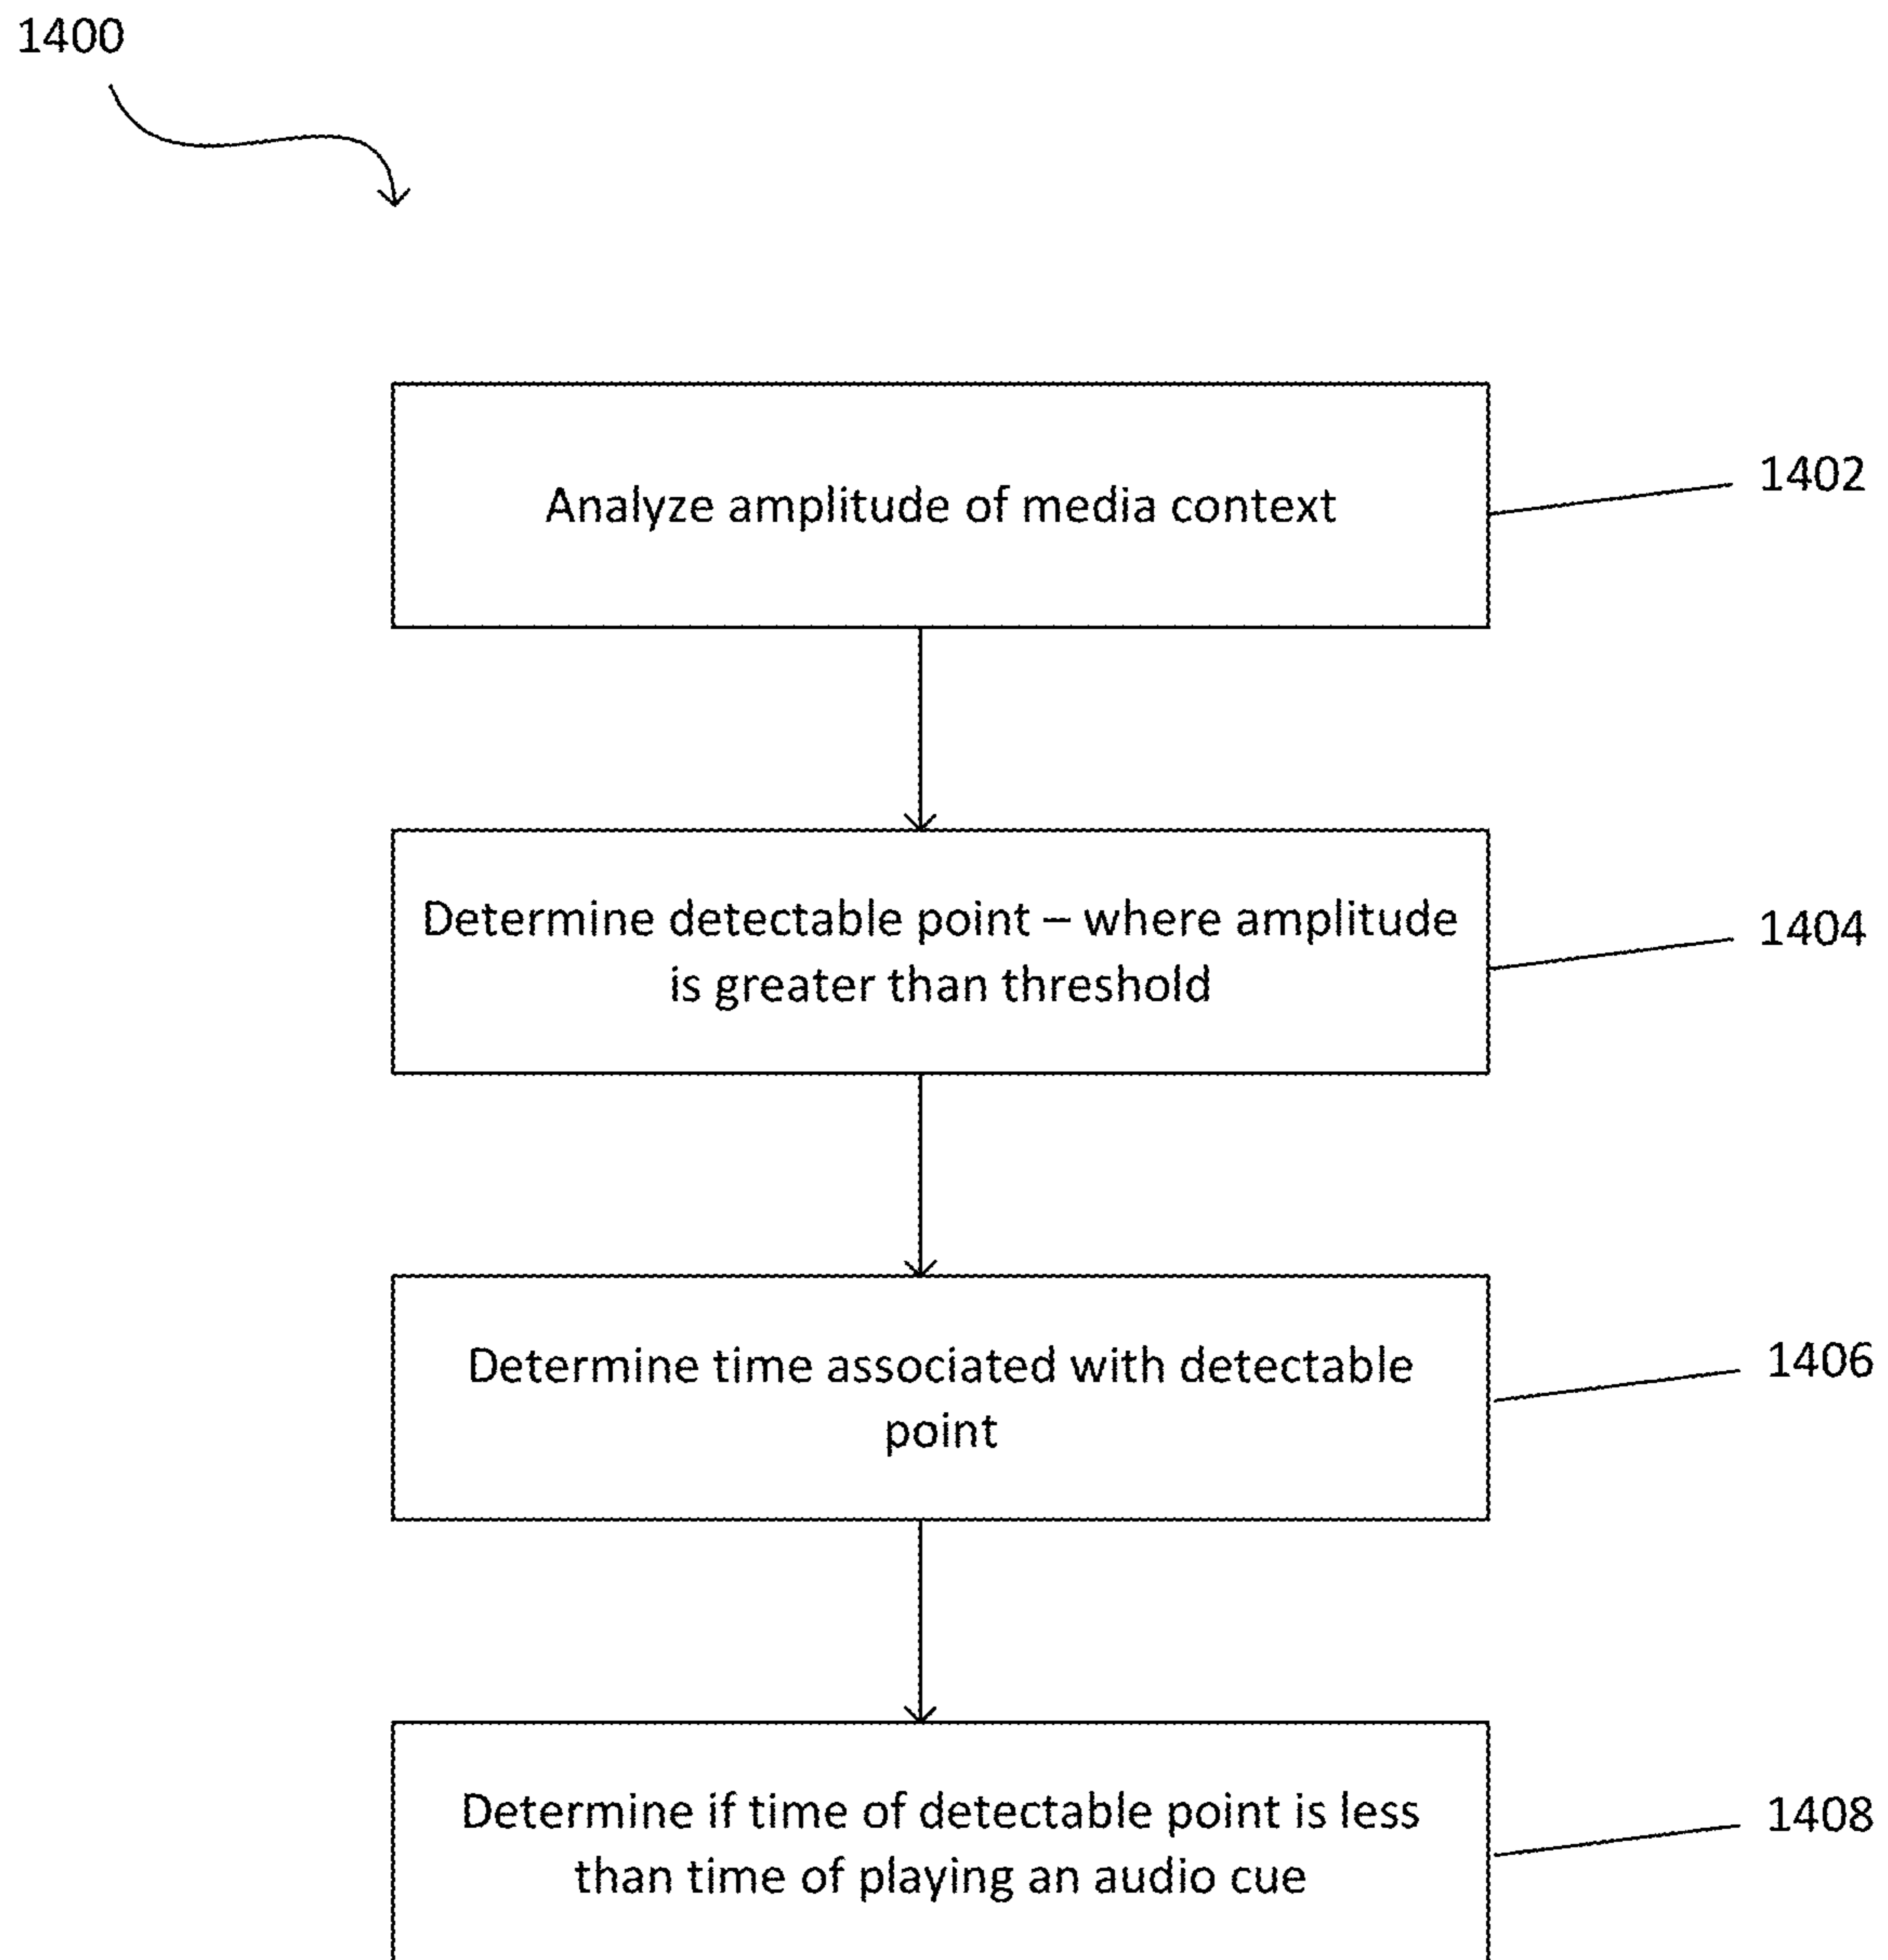 1400
Analyze amplitude of media context
1402
Determine detectable point – where amplitude
is greater than threshold
1404
Determine time associated with detectable
point
1406
Determine if time of detectable point is less
than time of playing an audio cue
1408